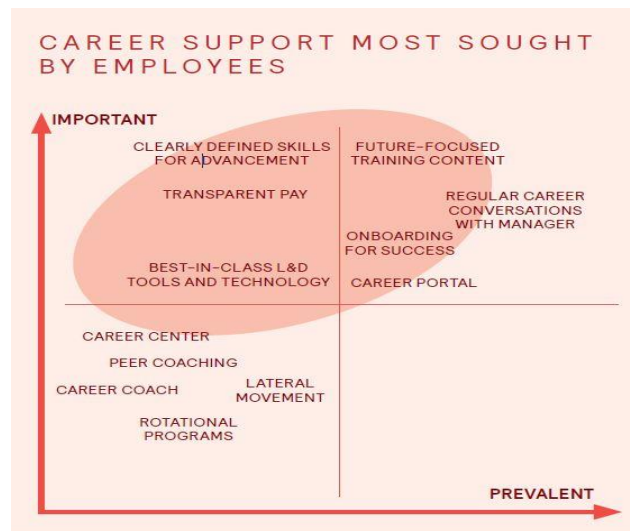 CAREER SUPPORT MOST SOUGHT
BY EMPLOYEES
IMPORTANT
CLEARLY DEFINED SKILLS
FOR ADVANCEMENT
FUTURE-FOCUSED
TRAINING CONTENT
TRANSPARENT PAY
REGULAR CAREER
CONVERSATIONS
WITH MANAGER
ONBOARDING
FOR SUCCESS
BEST-IN-CLASS L&D
TOOLS AND TECHNOLOGY
CAREER PORTAL
CAREER CENTER
PEER COACHING
CAREER COACH
LATERAL
MOVEMENT
ROTATIONAL
PROGRAMS
PREVALENT